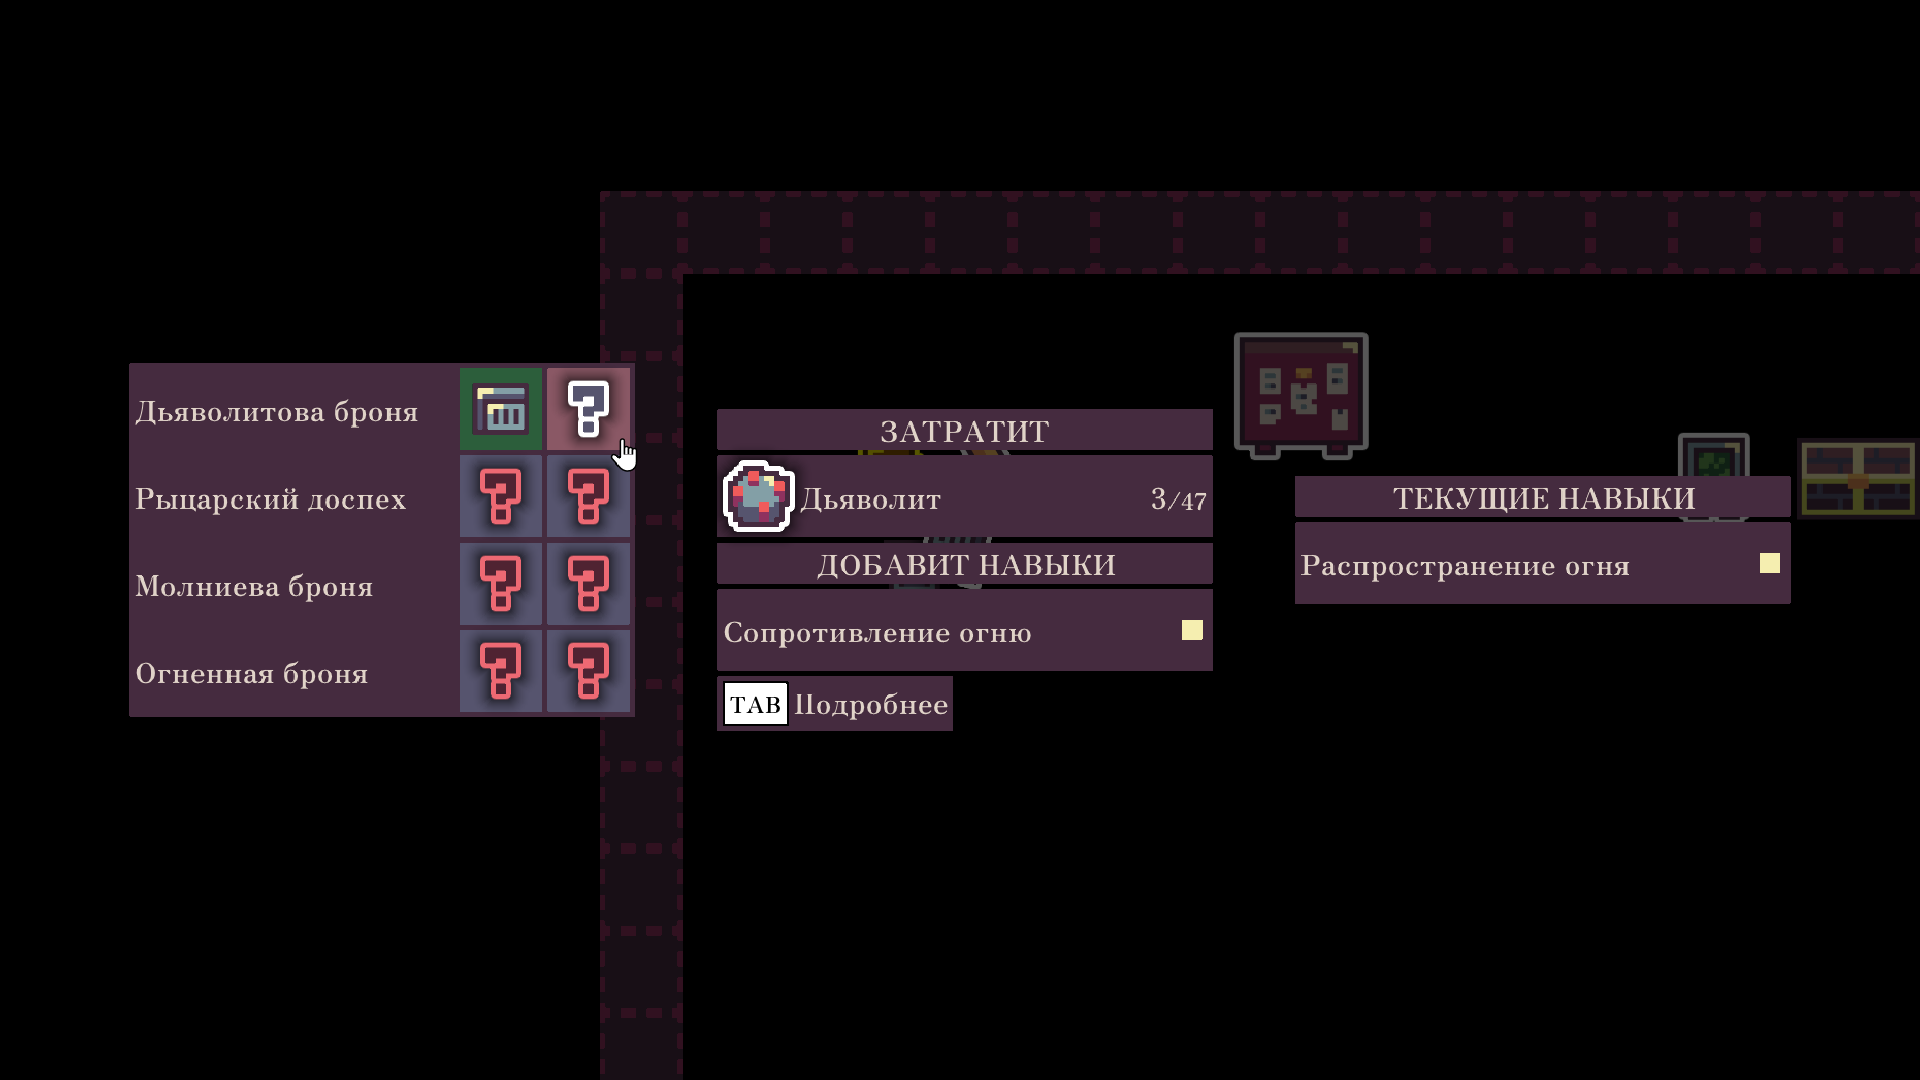 Дьяволитова броня
Рыцарский доспех
Молниева броня
Огненная броня
ЗАТРАТИТ
Дьяволит 3/47
ДОБАВИТ НАВЫКИ
Сопротивление огню
TAB Подробнее
ТЕКУЩИЕ НАВЫКИ
Распространение огня